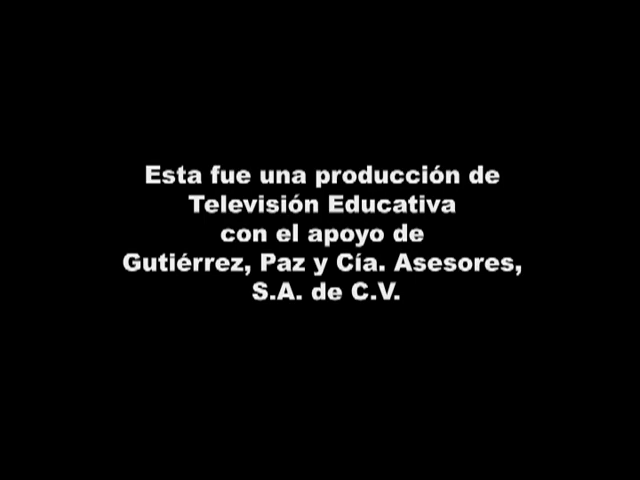 Esta fue una producción de
Televisión Educativa
con el apoyo de
Gutiérrez, Paz y Cía. Asesores,
S.A. de C.V.